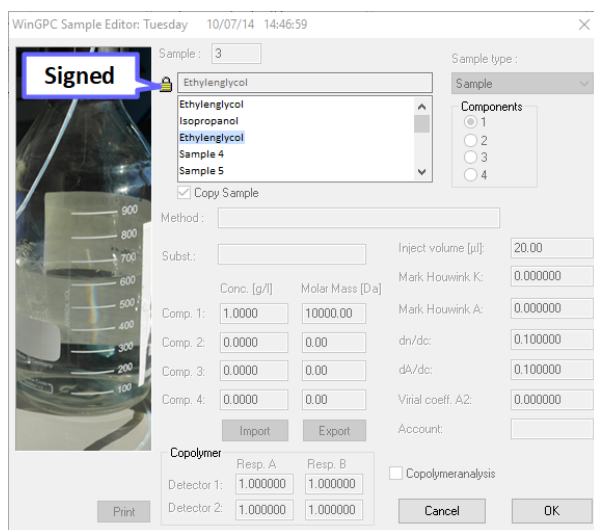 WinGPC Sample Editor: Tuesday 10/07/14 14:46:59
Signed
Sample : 3
Sample type :
Ethylenglycol
Sample
Ethylenglycol
Isopropanol
Ethylenglycol
Sample 4
Sample 5
Components
1
2
3
4
Copy Sample
Method :
Subst.:
Inject volume [µl]: 20.00
Mark Houwink K: 0.000000
Conc. [g/l] Molar Mass [Da]
Comp. 1: 1.0000 10000.00 Mark Houwink A: 0.000000
Comp. 2: 0.0000 0.00 dn/dc: 0.100000
Comp. 3: 0.0000 0.00 dA/dc: 0.100000
Comp. 4: 0.0000 0.00 Virial coeff. A2: 0.000000
Import Export Account:
Copolymer
Resp. A Resp. B
Detector 1: 1.000000 1.000000 Copolymeranalysis
Detector 2: 1.000000 1.000000
Print Cancel OK
900
800
700
600
500
400
300
200
100